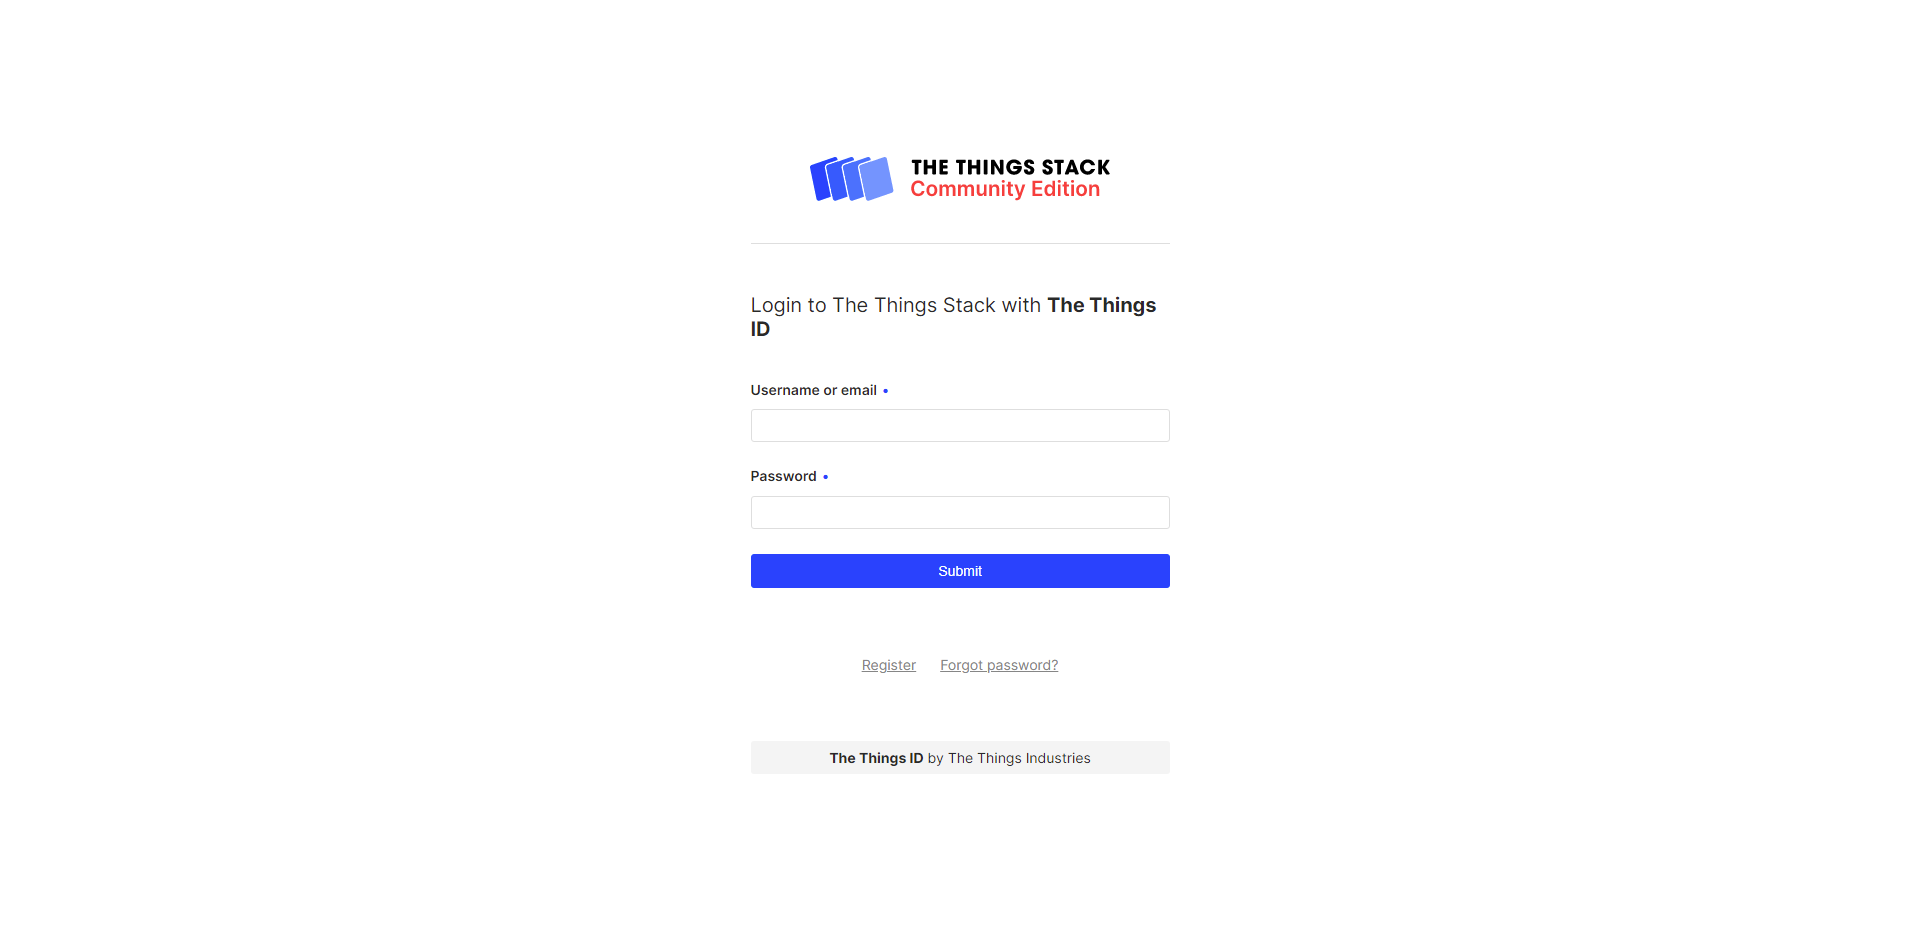 THE THINGS STACK
Community Edition
Login to The Things Stack with The Things
ID
Username or email •
Password •
Submit
Register Forgot password?
The Things ID by The Things Industries